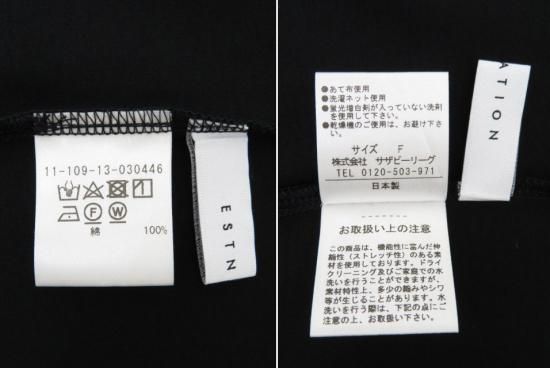 11-109-13-030446
F W
綿 100%
ESTN
ATION
●あて布使用
●洗濯ネット使用
●蛍光増白剤が入っていない洗剤
を使用して下さい。
●乾燥機のご使用は、お避け下さ
い。
サイズ F
株式会社 サザビーリーグ
TEL 0120-503-971
日本製
-------
お取扱い上の注意
この商品は、機能性に富んだ伸
縮性(ストレッチ性)のある素
材を使用しております。ドライ
クリーニング及びご家庭での水
洗いを行うことができますが、
素材特性上、多少の縮みやシワ
等が生じることがあります。水
洗いを行う際は、下記の点にご
注意の上、お取扱い下さい。